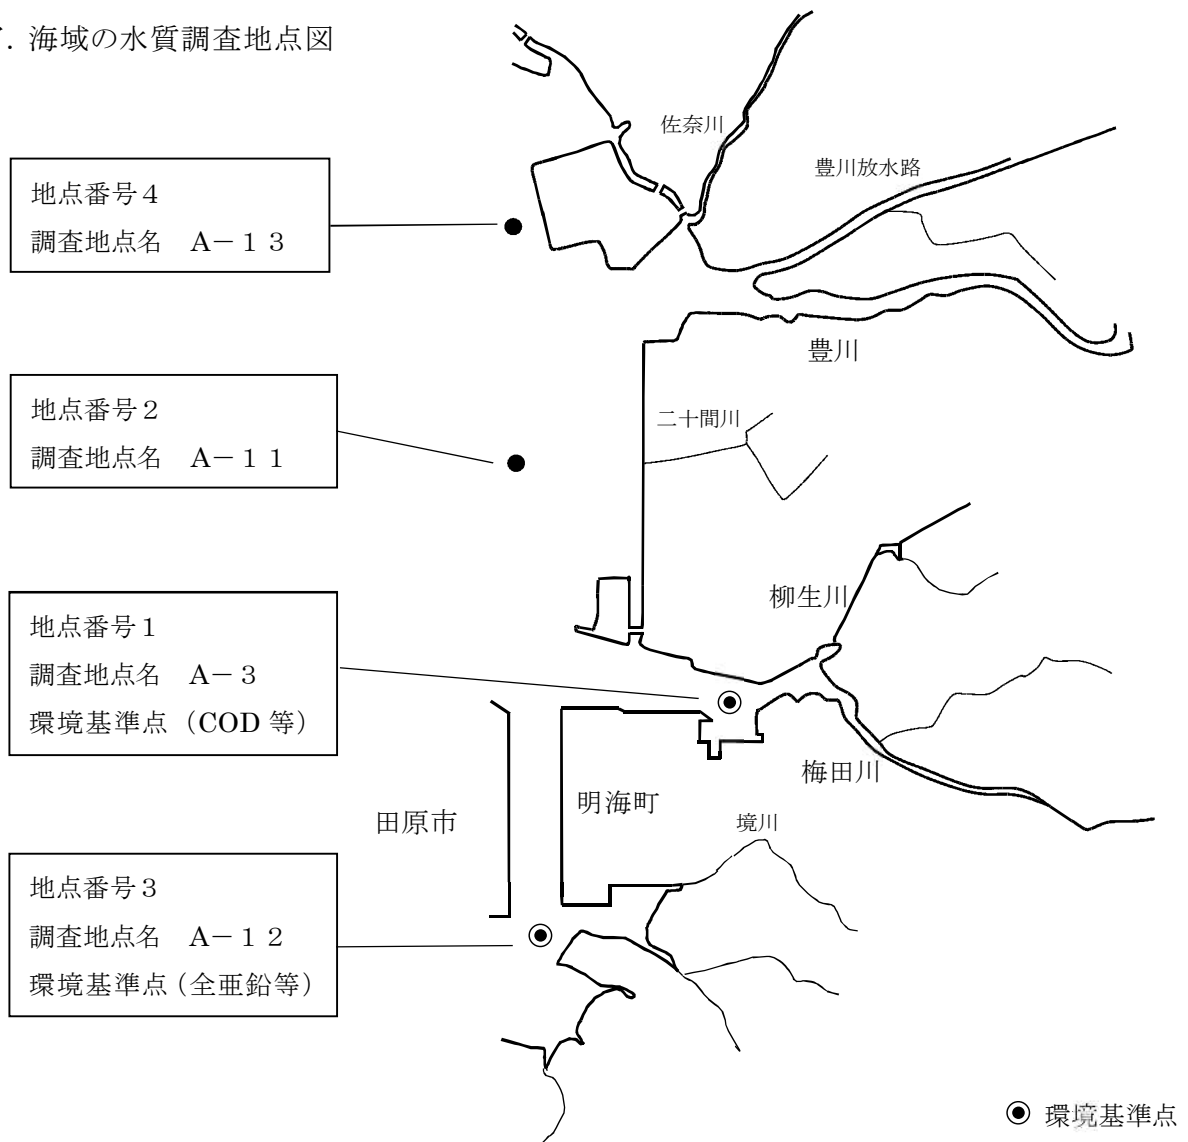 . 海域の水質調査地点図
佐奈川
豊川放水路
地点番号4
調査地点名 A-13
豊川
地点番号2
調査地点名 A-11
二十間川
柳生川
地点番号1
調査地点名 A-3
環境基準点(COD 等)
梅田川
明海町
田原市
境川
地点番号3
調査地点名 A-12
環境基準点(全亜鉛等)
環境基準点